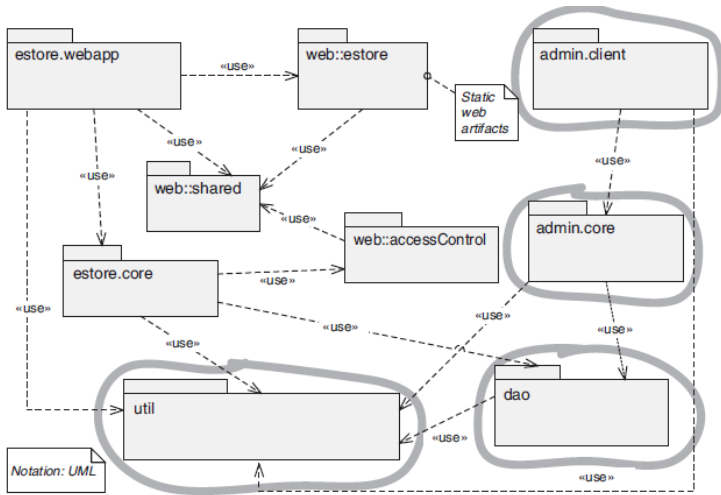 estore.webapp
web::estore
admin.client
«use»
Static
web
artifacts
«use»
«use»
«use»
«use»
web::shared
«use»
«use»
web::accessControl
admin.core
estore.core
«use»
«use»
«use»
«use»
«use»
«use»
dao
util
«use»
Notation: UML
«use»